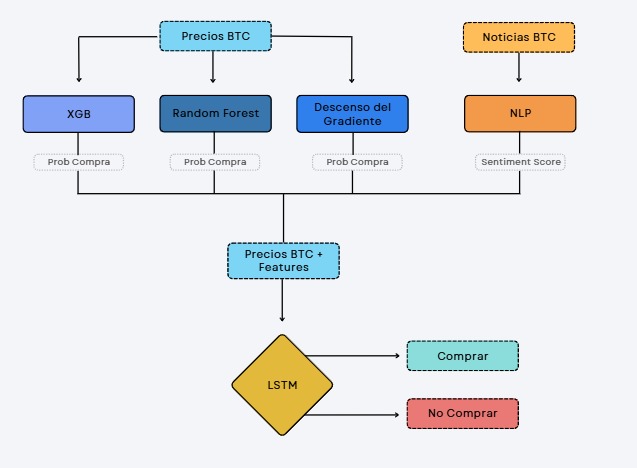 Precios BTC
Noticias BTC
XGB
Random Forest
Descenso del
Gradiente
NLP
Prob Compra
Prob Compra
Prob Compra
Sentiment Score
Precios BTC +
Features
LSTM
Comprar
No Comprar